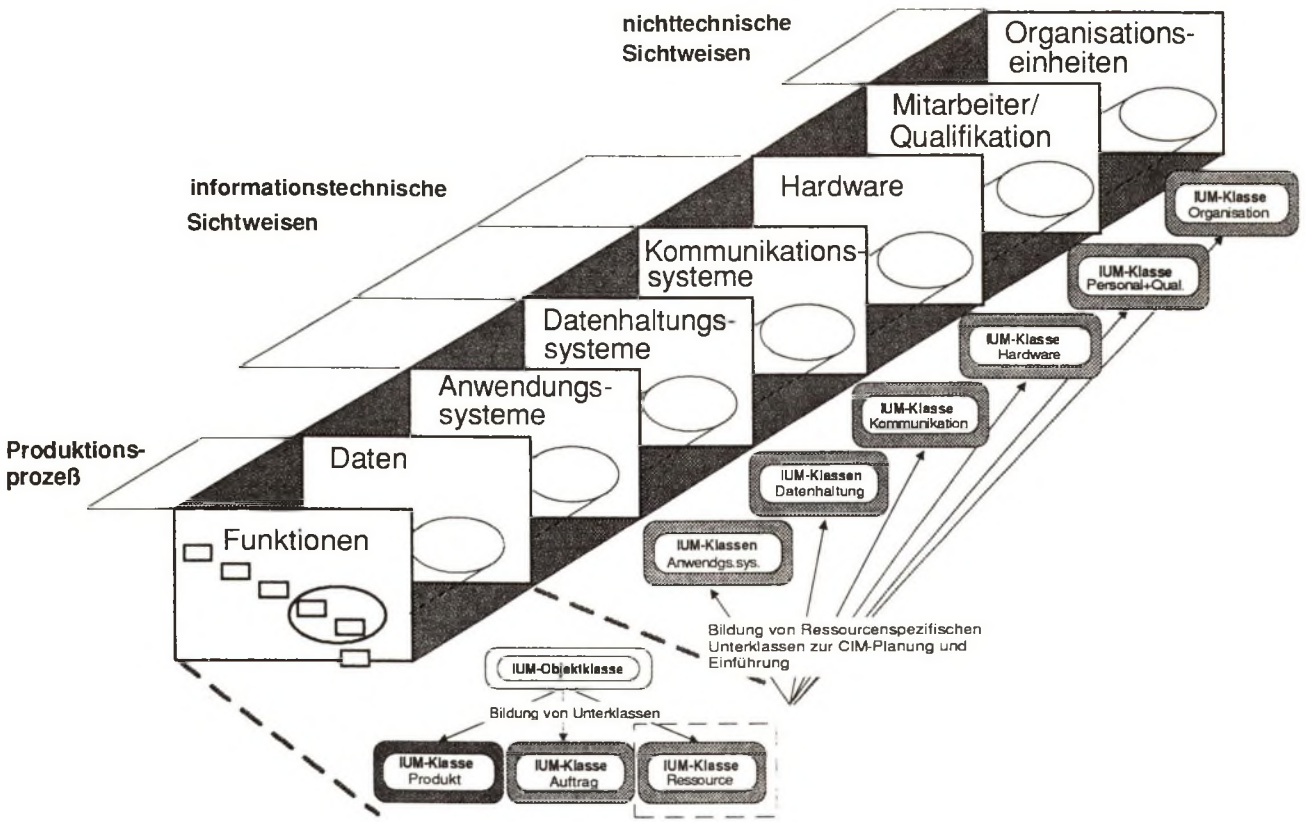 nichttechnische
Sichtweisen
Organisations-
einheiten
Mitarbeiter/
Qualifikation
informationstechnische
Sichtweisen
Hardware
IUM-Klasse
Organisation
Kommunikations-
systeme
IUM-Klasse
Personal+Qual.
Datenhaltungs-
systeme
IUM-Klasse
Hardware
Anwendungs-
systeme
IUM-Klasse
Kommunikation
Produktions-
prozeß
Daten
IUM-Klassen
Datenhaltung
Funktionen
IUM-Klassen
Anwendgs.sys.
Bildung von Ressourcenspezifischen
Unterklassen zur CIM-Planung und
Einführung
IUM-Objektklasse
Bildung von Unterklassen
IUM-Klasse
Produkt
IUM-Klasse
Auftrag
IUM-Klasse
Ressource